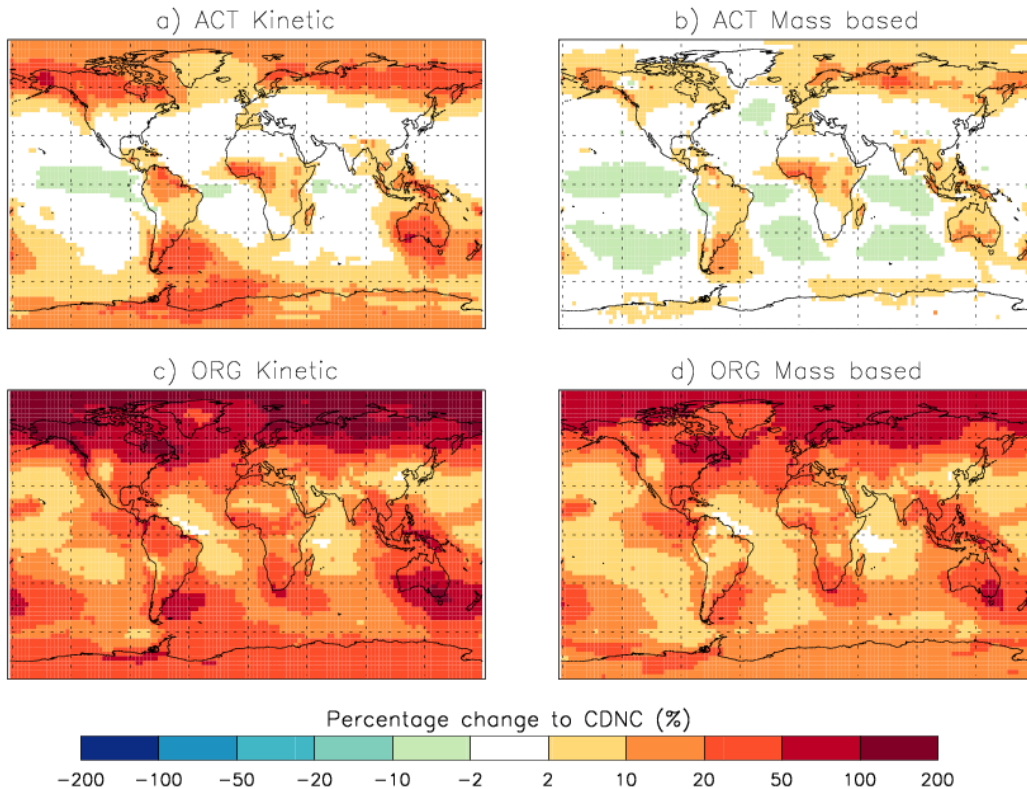 a) ACT Kinetic
b) ACT Mass based
c) ORG Kinetic
d) ORG Mass based
Percentage change to CDNC (%)
-200 -100 -50 -20 -10 -2 2 10 20 50 100 200